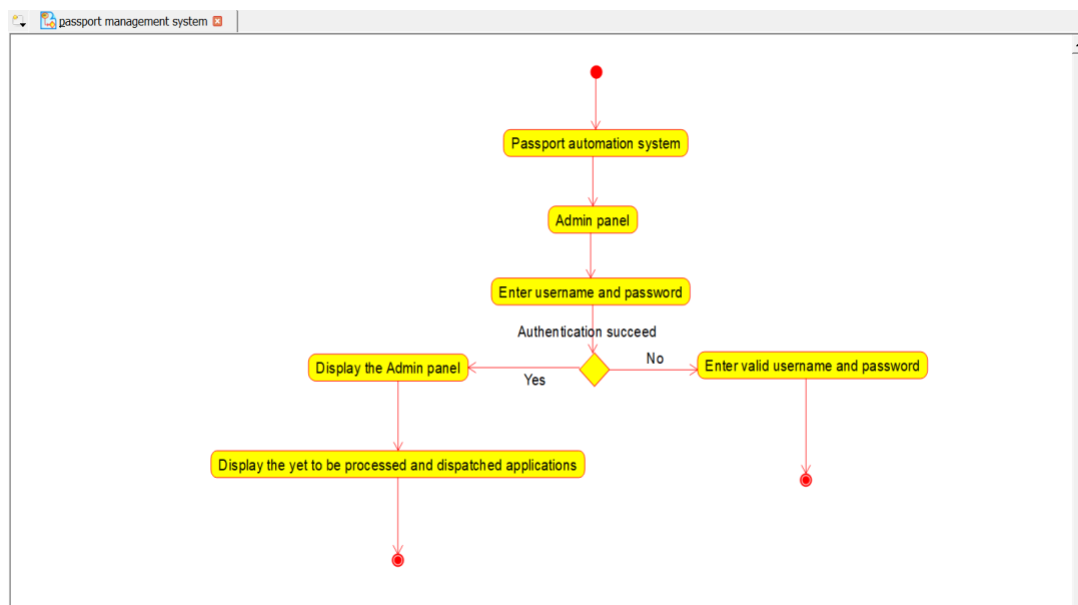 passport management system
Passport automation system
Admin panel
Enter username and password
Authentication succeed
Display the Admin panel
Yes
No
Enter valid username and password
Display the yet to be processed and dispatched applications